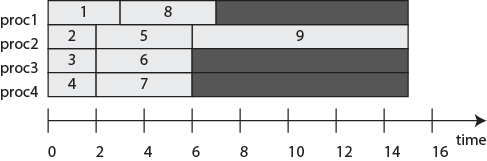 proc1 1 8
proc2 2 5 9
proc3 3 6
proc4 4 7
0 2 4 6 8 10 12 14 16
time